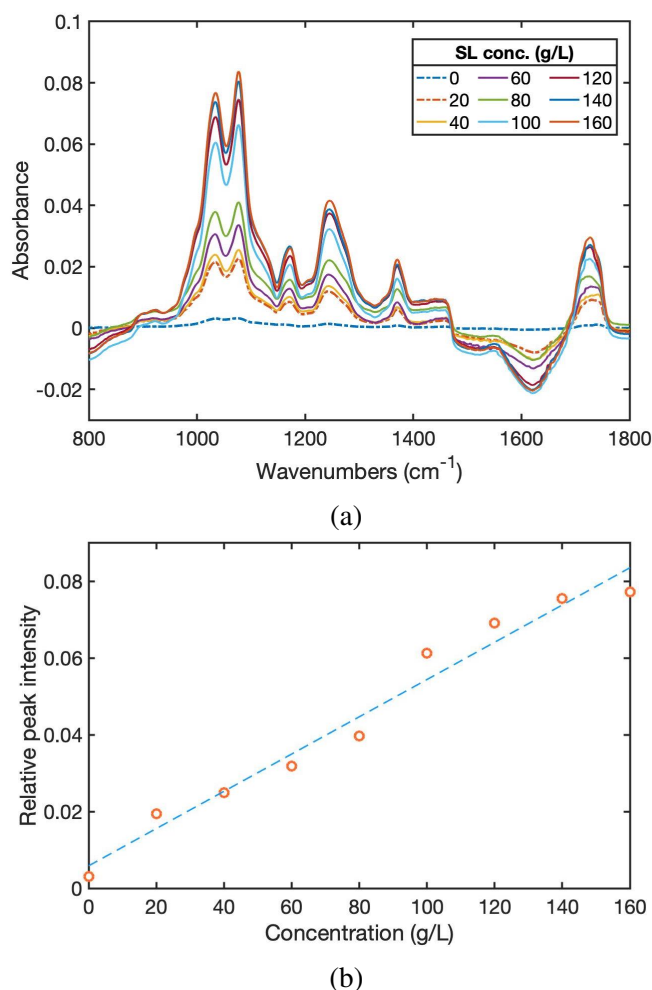 0.1
SL conc. (g/L)
0 60 120
20 80 140
40 100 160
0.08
0.06
0.04
0.02
0
-0.02
Absorbance
800 1000 1200 1400 1600 1800
Wavenumbers (cm⁻¹)
(a)
0.08
0.06
0.04
0.02
0
Relative peak intensity
0 20 40 60 80 100 120 140 160
Concentration (g/L)
(b)